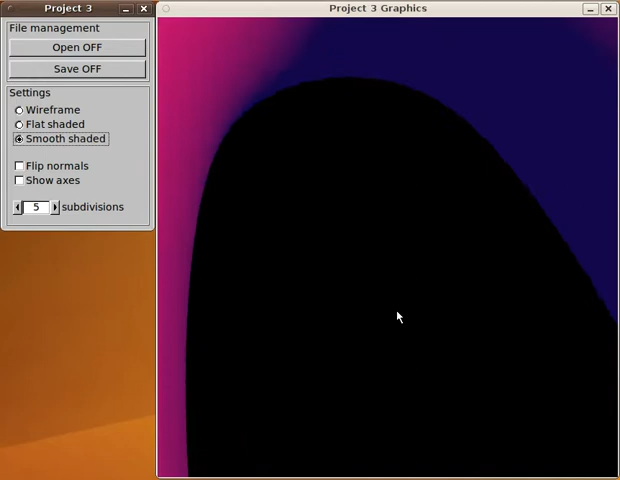 Project 3
Project 3 Graphics
File management
Open OFF
Save OFF
Settings
Wireframe
Flat shaded
Smooth shaded
Flip normals
Show axes
5 subdivisions